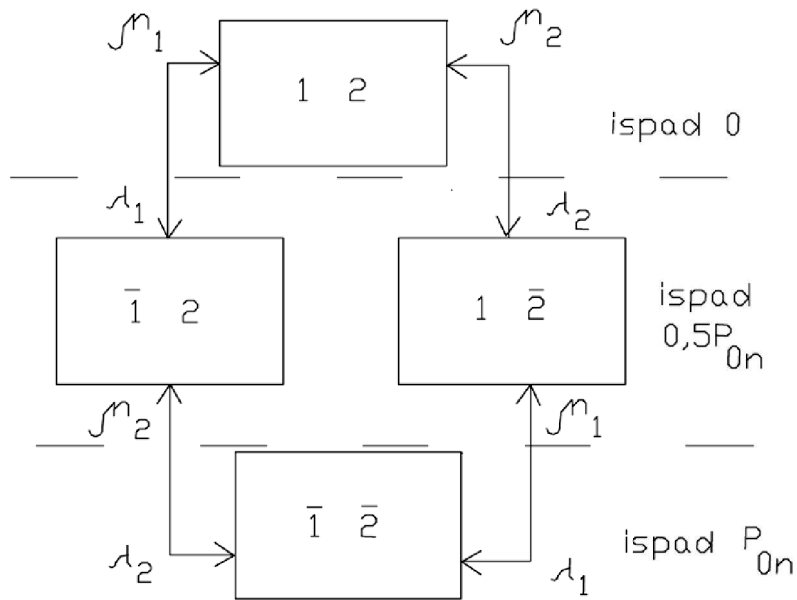 μ₁ μ₂
1 2
ispad 0
λ₁ λ₂
1̅ 2
1 2̅
ispad
0,5P₀ₙ
μ₂ μ₁
1̅ 2̅
ispad P₀ₙ
λ₂ λ₁